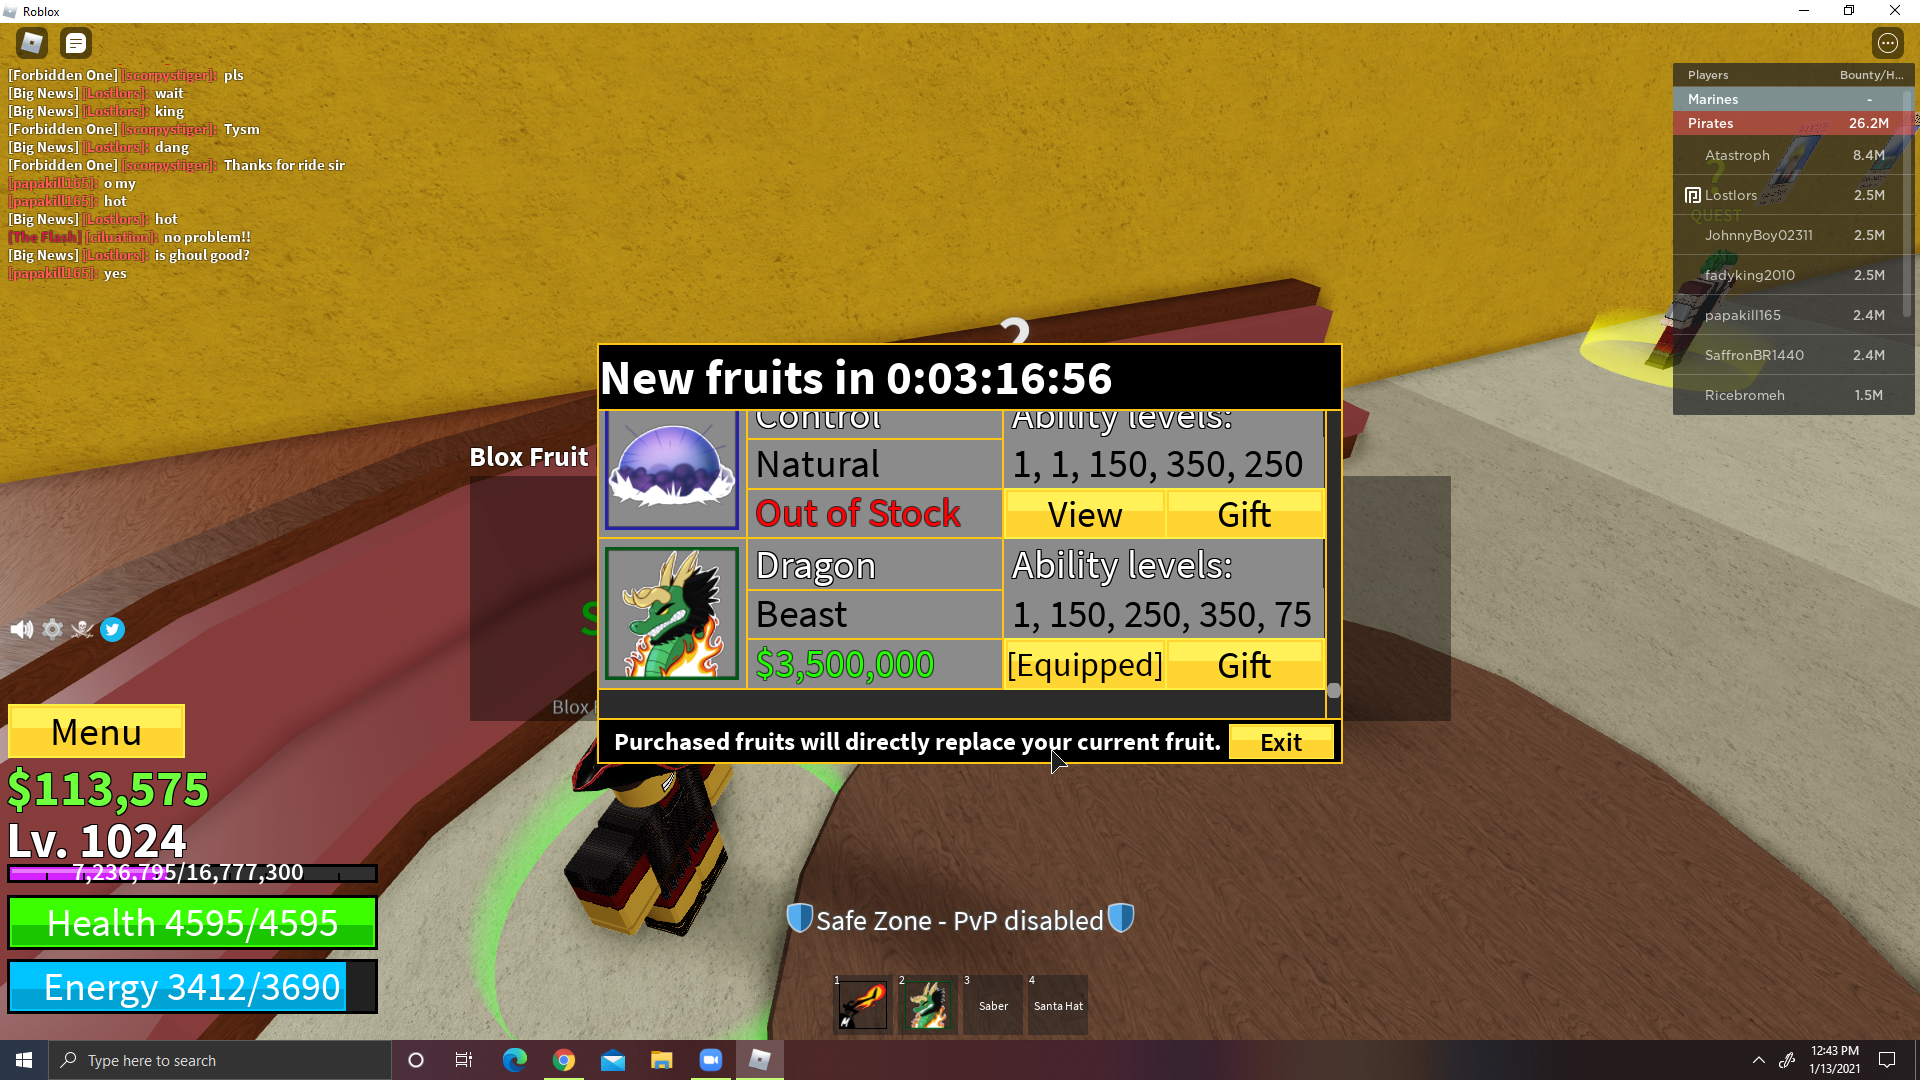 Roblox
[Forbidden One] [scorpystiger]: pls
[Big News] [Lostlors]: wait
[Big News] [Lostlors]: king
[Forbidden One] [scorpystiger]: Tysm
[Big News] [Lostlors]: dang
[Forbidden One] [scorpystiger]: Thanks for ride sir
[papakill165]: o my
[papakill165]: hot
[Big News] [Lostlors]: hot
[The Flash] [ciluation]: no problem!!
[Big News] [Lostlors]: is ghoul good?
[papakill165]: yes
Players Bounty/H...
Marines -
Pirates 26.2M
Atastroph 8.4M
Lostlors 2.5M
QUEST
JohnnyBoy02311 2.5M
fadyking2010 2.5M
papakill165 2.4M
SaffronBR1440 2.4M
Ricebromeh 1.5M
?
New fruits in 0:03:16:56
Control Ability levels:
Natural 1, 1, 150, 350, 250
Out of Stock View Gift
Dragon Ability levels:
Beast 1, 150, 250, 350, 75
$3,500,000 [Equipped] Gift
Purchased fruits will directly replace your current fruit. Exit
Blox Fruit
Blox
Menu
$113,575
Lv. 1024
7,236,795/16,777,300
Health 4595/4595
Energy 3412/3690
Safe Zone - PvP disabled
1 2 3 4
Saber Santa Hat
Type here to search
12:43 PM
1/13/2021